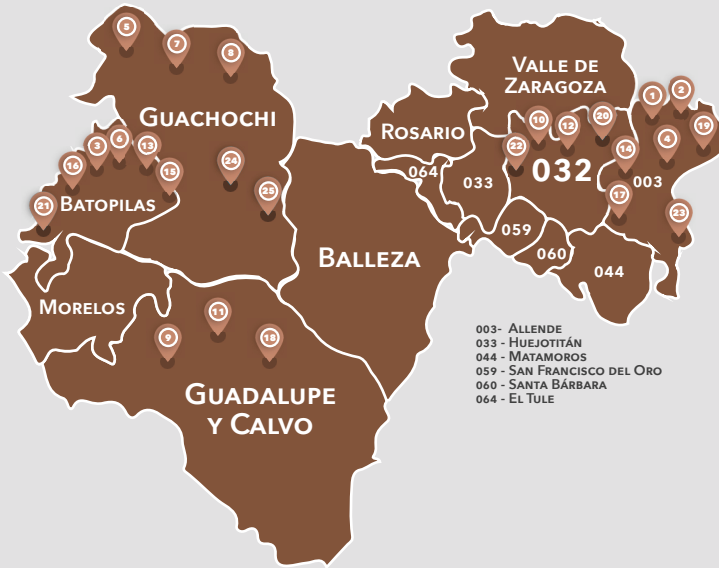 5
7
8
Guachochi
16
3
6
13
15
24
25
21
Batopilas
Morelos
9
11
18
Guadalupe
y Calvo
Balleza
Rosario
064
033
Valle de
Zaragoza
22
10
12
20
032
1
2
19
4
14
003
17
23
059
060
044
003- Allende
033 - Huejotitán
044 - Matamoros
059 - San Francisco del Oro
060 - Santa Bárbara
064 - El Tule